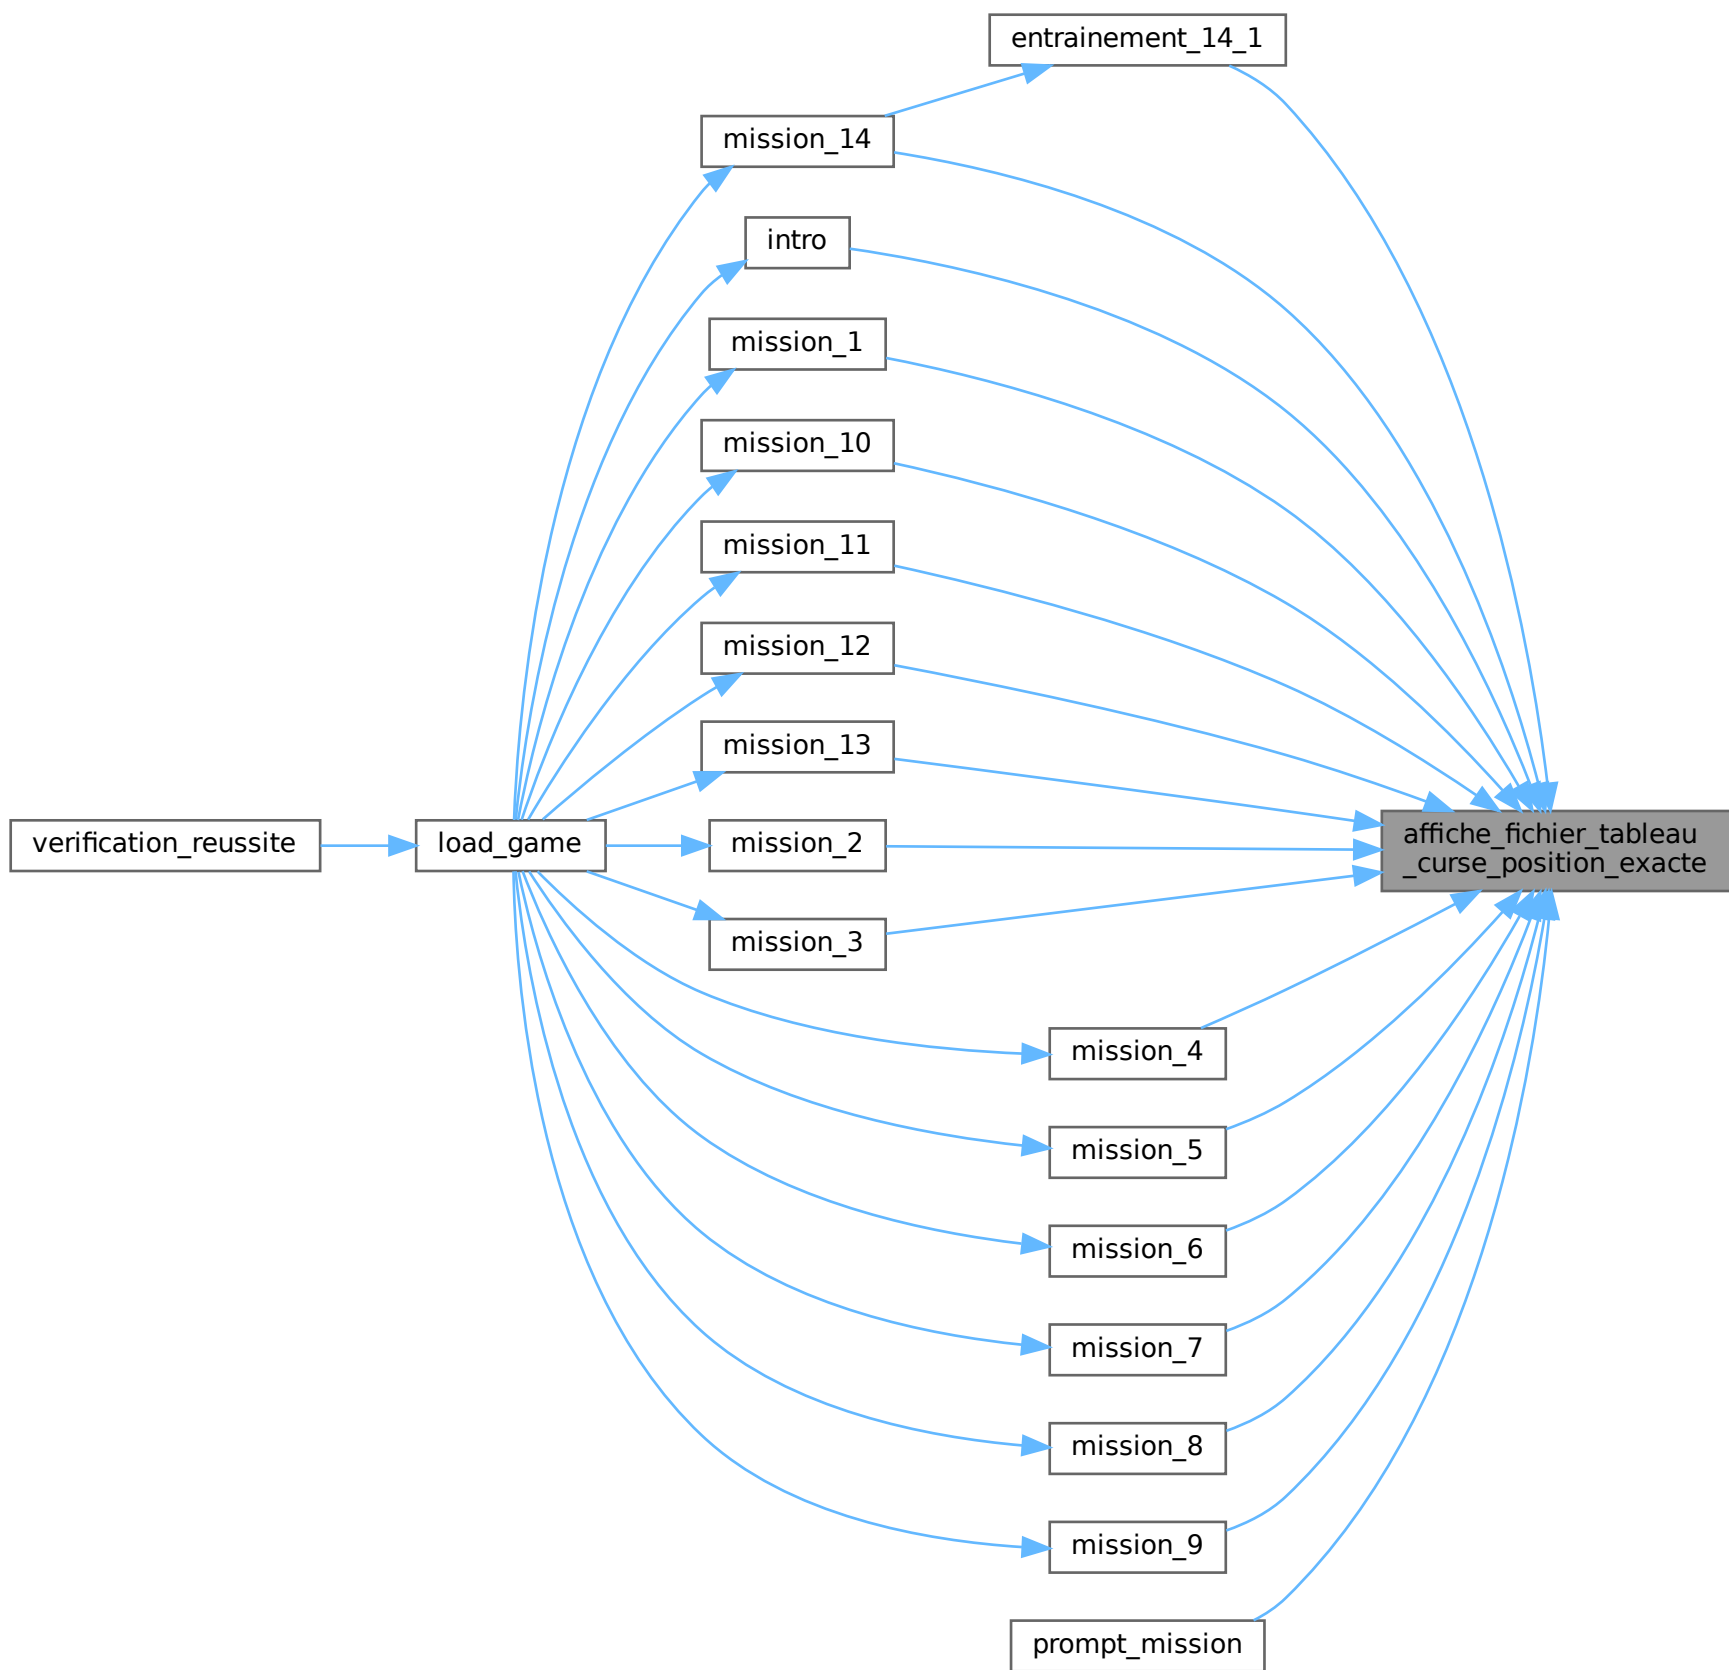 entrainement_14_1
mission_14
intro
mission_1
mission_10
mission_11
mission_12
mission_13
verification_reussite
load_game
mission_2
affiche_fichier_tableau
_curse_position_exacte
mission_3
mission_4
mission_5
mission_6
mission_7
mission_8
mission_9
prompt_mission